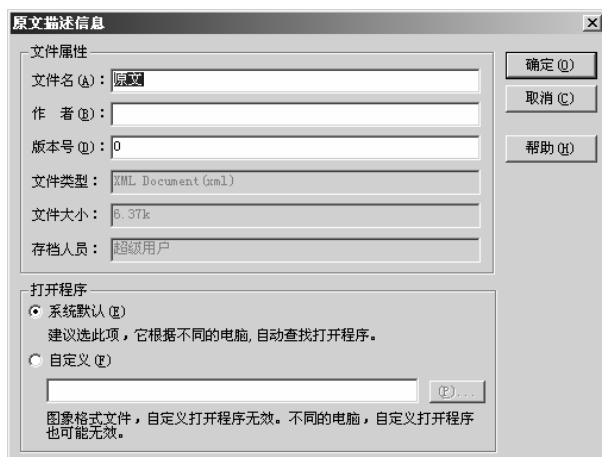 原文描述信息
文件属性
文件名(A)：原文
作 者(B)：
版本号(D)：0
文件类型： XML Document(xml)
文件大小： 6.37k
存档人员： 超级用户
确定(O)
取消(C)
帮助(H)
打开程序
系统默认(E)
建议选此项，它根据不同的电脑,自动查找打开程序。
自定义(F)
(P)...
图象格式文件，自定义打开程序无效。不同的电脑，自定义打开程序
也可能无效。